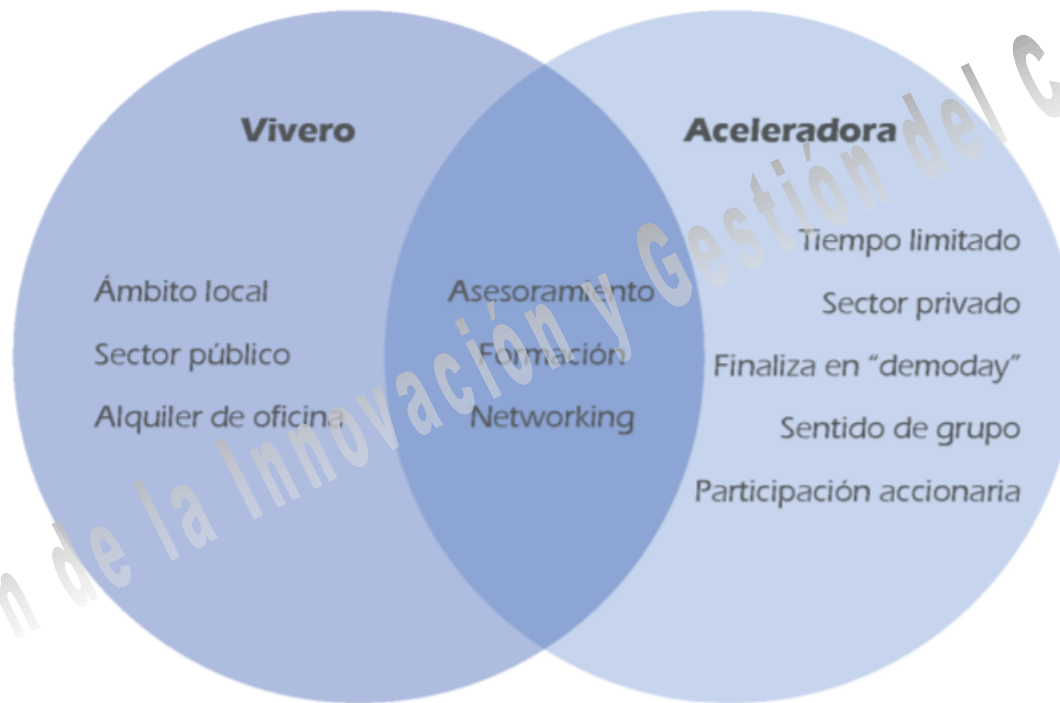 Vivero
Ámbito local
Sector público
Alquiler de oficina
Asesoramiento
Formación
Networking
Aceleradora
Tiempo limitado
Sector privado
Finaliza en “demoday”
Sentido de grupo
Participación accionaria
de la Innovación y Gestión del